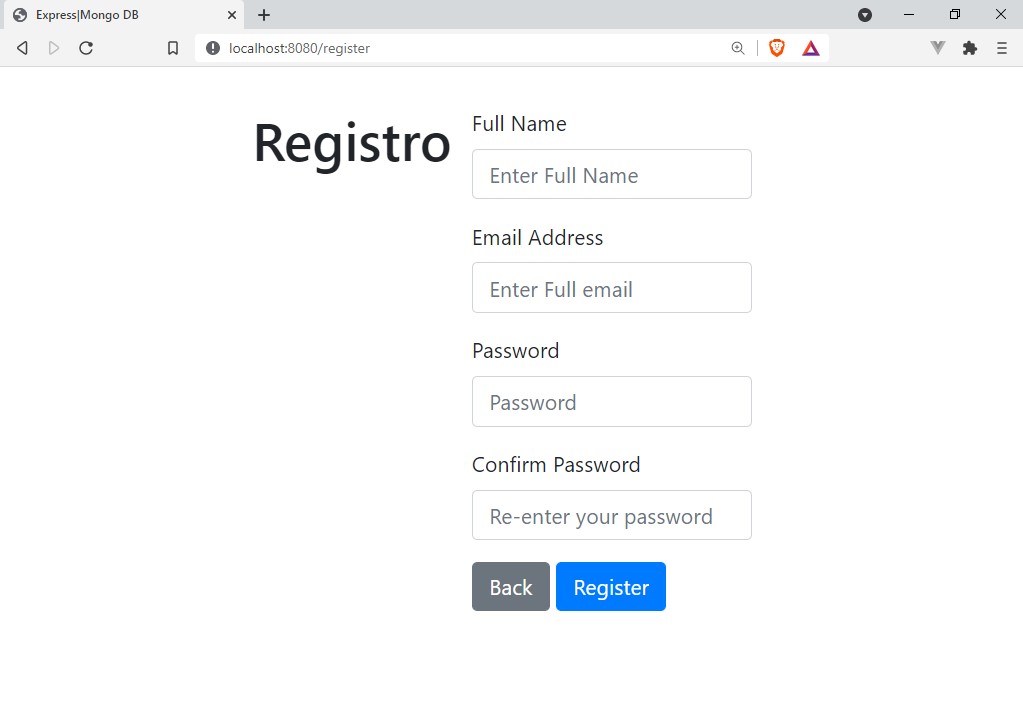 Express|Mongo DB
localhost:8080/register
Registro
Full Name
Enter Full Name
Email Address
Enter Full email
Password
Password
Confirm Password
Re-enter your password
Back Register